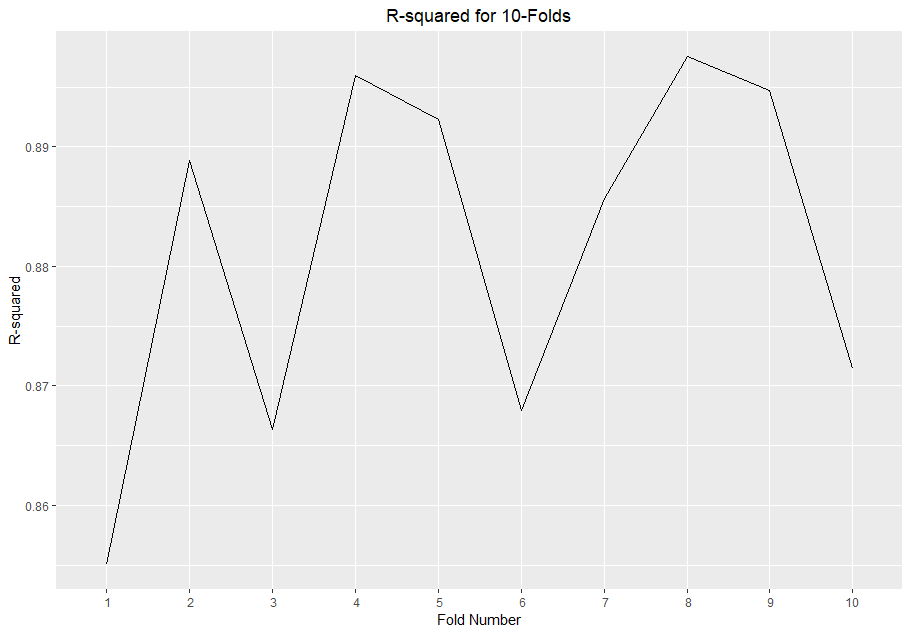 R-squared for 10-Folds
R-squared
0.89
0.88
0.87
0.86
1 2 3 4 5 6 7 8 9 10
Fold Number